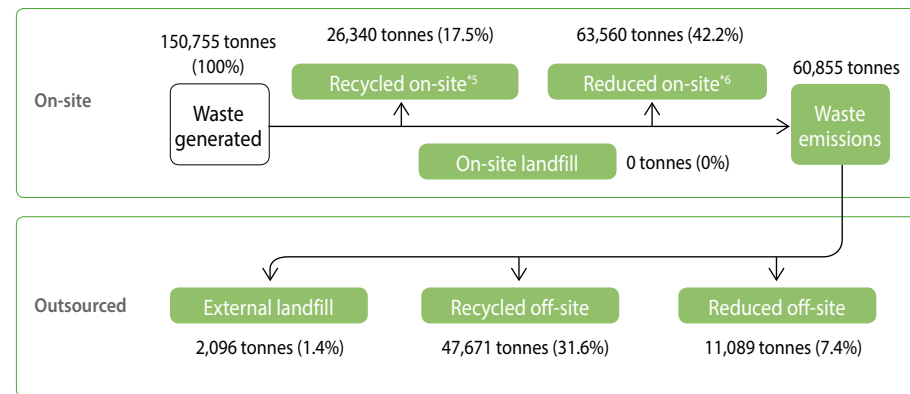 150,755 tonnes
(100%)
26,340 tonnes (17.5%)
63,560 tonnes (42.2%)
60,855 tonnes
Recycled on-site*5
Reduced on-site*6
On-site
Waste
generated
Waste
emissions
On-site landfill
0 tonnes (0%)
Outsourced
External landfill
Recycled off-site
Reduced off-site
2,096 tonnes (1.4%)
47,671 tonnes (31.6%)
11,089 tonnes (7.4%)